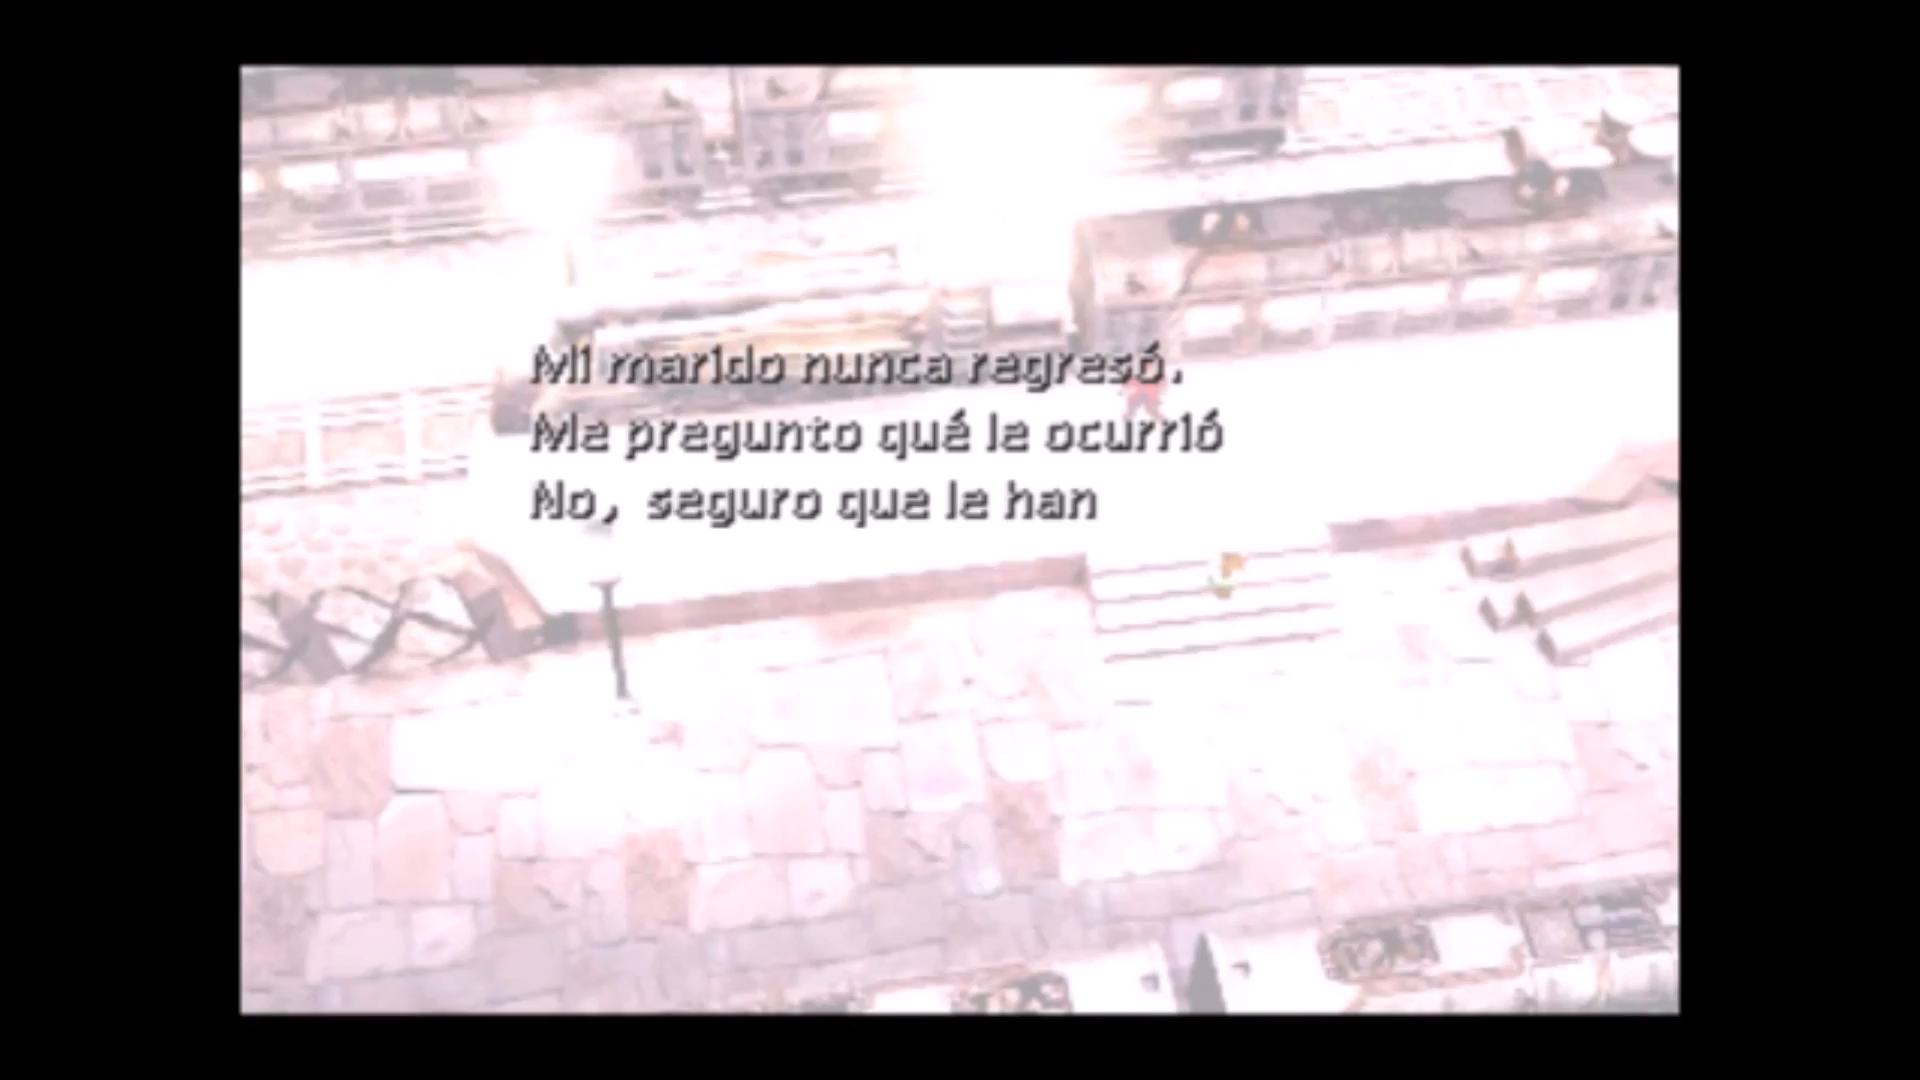 Mi marido nunca regresó.
Me pregunto qué le ocurrió
No, seguro que le han